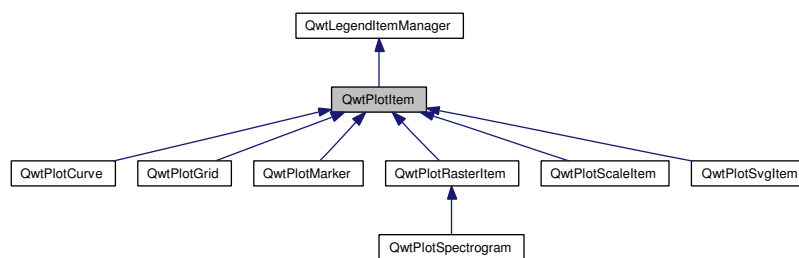 QwtLegendItemManager
QwtPlotItem
QwtPlotCurve
QwtPlotGrid
QwtPlotMarker
QwtPlotRasterItem
QwtPlotScaleItem
QwtPlotSvgItem
QwtPlotSpectrogram